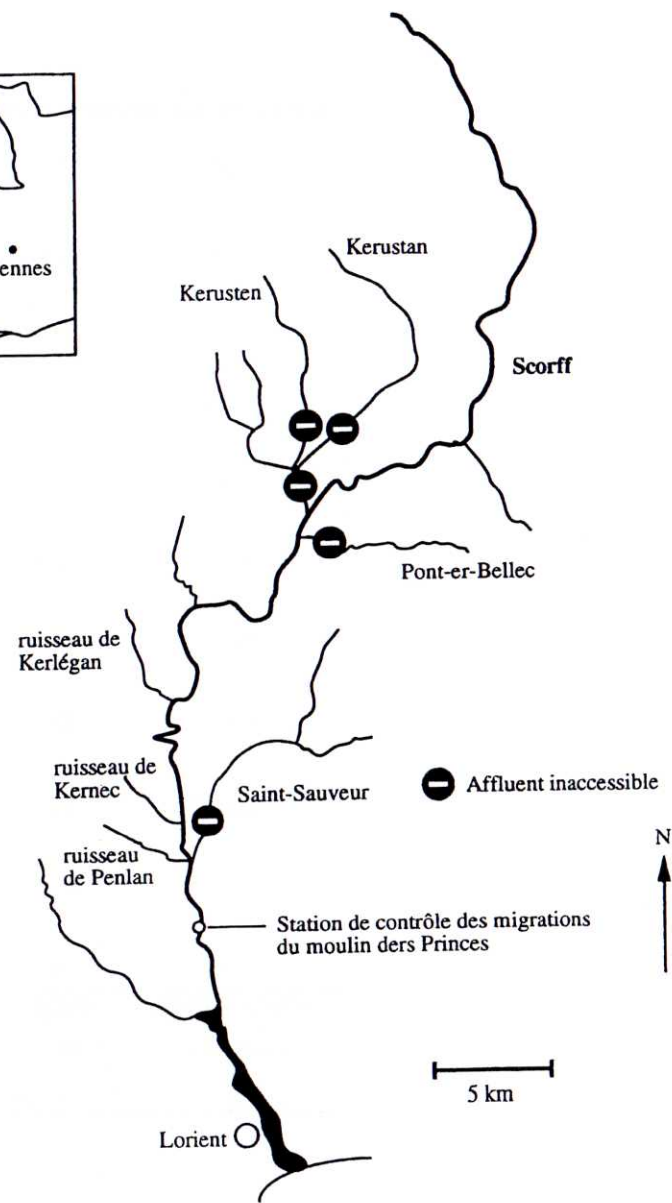 ennes
Kerustan
Kerusten
Scorff
Pont-er-Bellec
ruisseau de
Kerlégan
ruisseau de
Kernec
Saint-Sauveur
Affluent inaccessible
ruisseau
de Penlan
N
Station de contrôle des migrations
du moulin ders Princes
5 km
Lorient